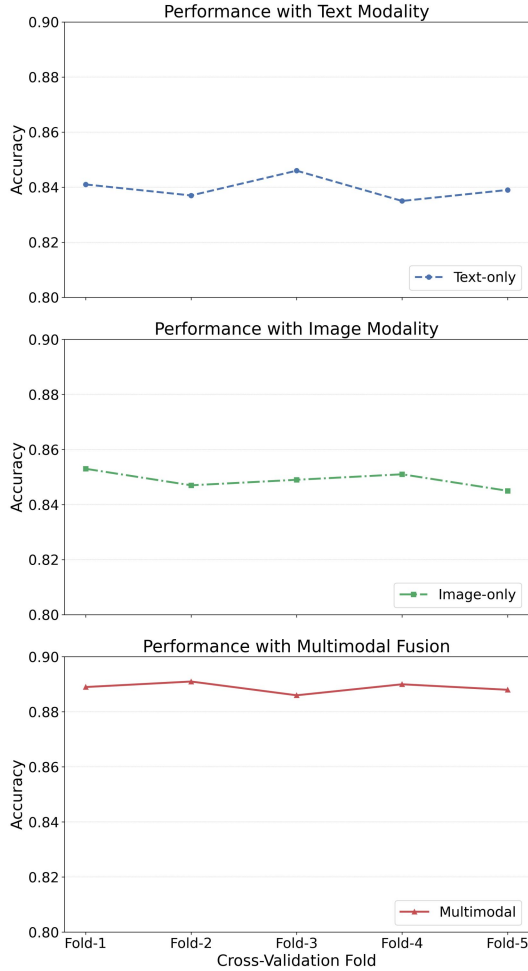 Performance with Text Modality
0.90
0.88
0.86
0.84
0.82
0.80
Accuracy
Text-only
Performance with Image Modality
0.90
0.88
0.86
0.84
0.82
0.80
Accuracy
Image-only
Performance with Multimodal Fusion
0.90
0.88
0.86
0.84
0.82
0.80
Accuracy
Multimodal
Fold-1 Fold-2 Fold-3 Fold-4 Fold-5
Cross-Validation Fold